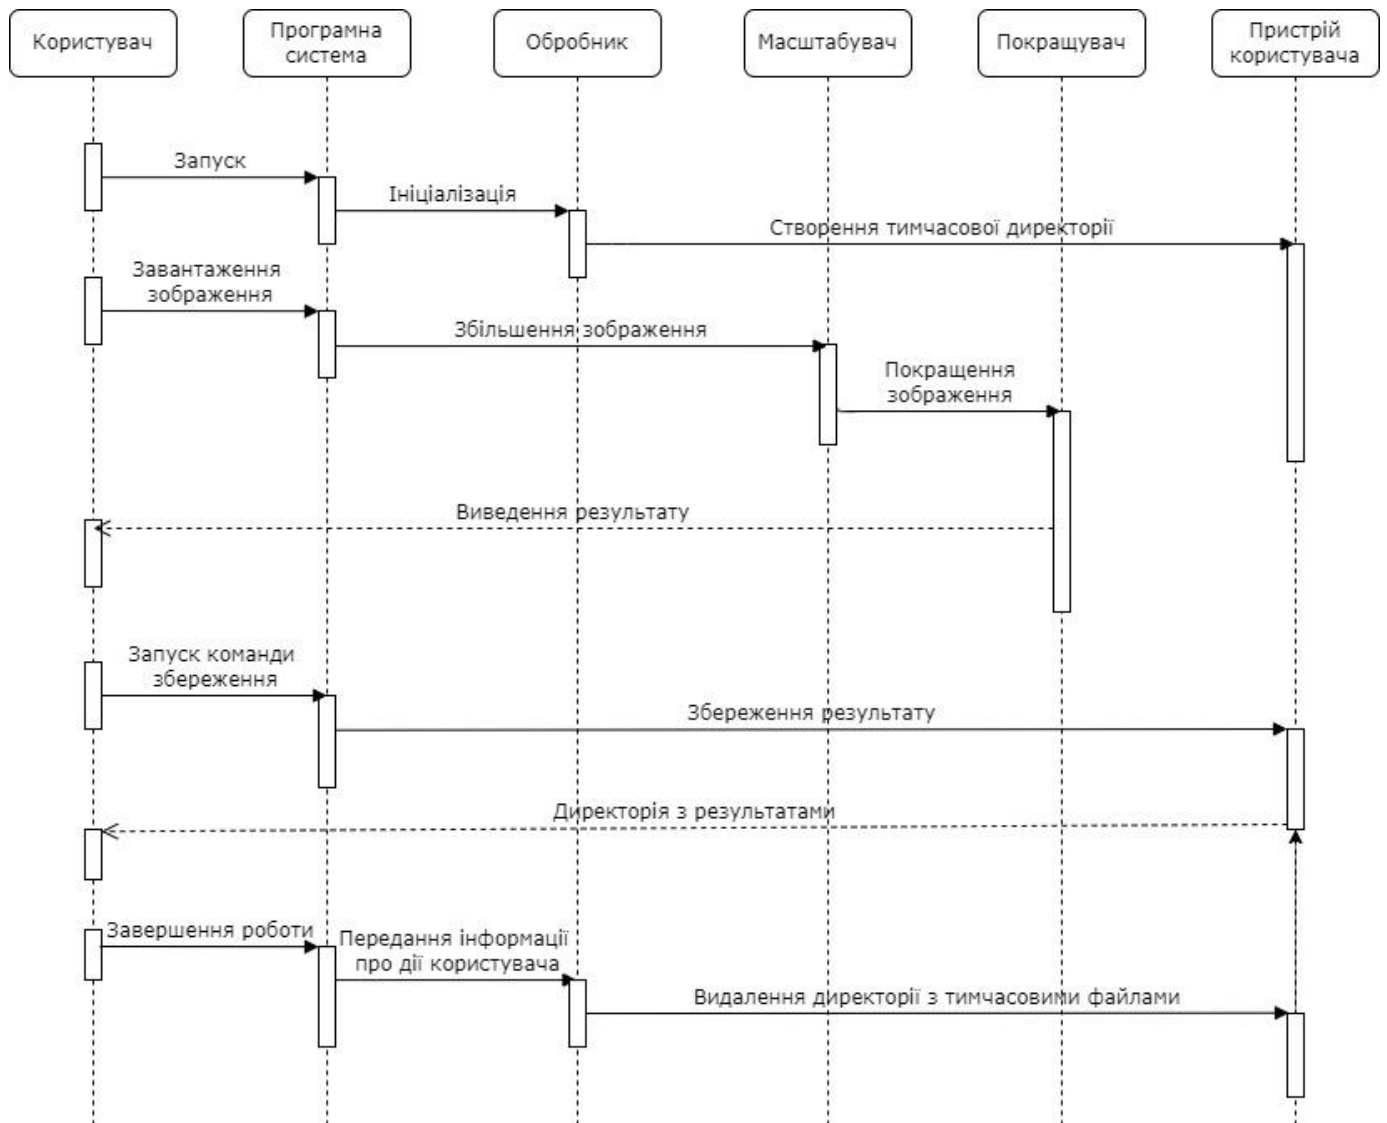 Користувач
Програмна
система
Обробник
Масштабувач
Покращувач
Пристрій
користувача
Запуск
Ініціалізація
Створення тимчасової директорії
Завантаження
зображення
Збільшення зображення
Покращення
зображення
Виведення результату
Запуск команди
збереження
Збереження результату
Директорія з результатами
Завершення роботи
Передання інформації
про дії користувача
Видалення директорії з тимчасовими файлами